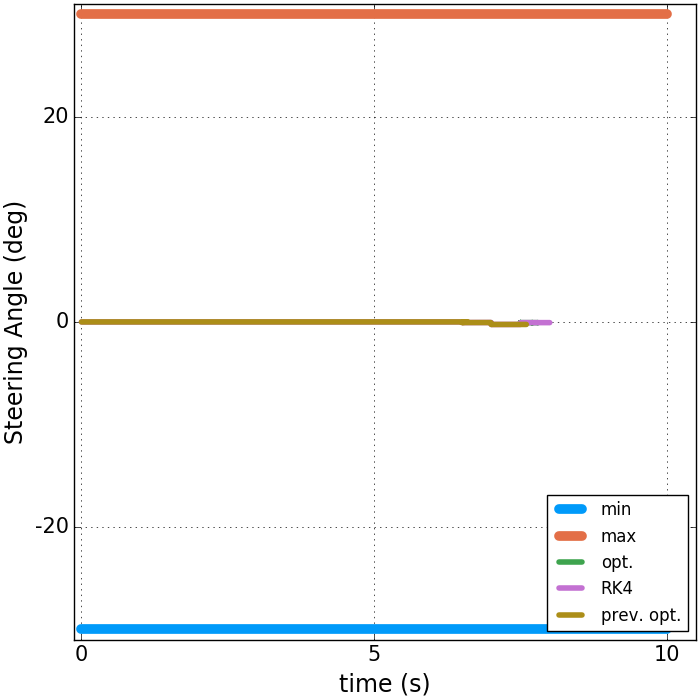 20
0
-20
Steering Angle (deg)
0
5
10
time (s)
min
max
opt.
RK4
prev. opt.